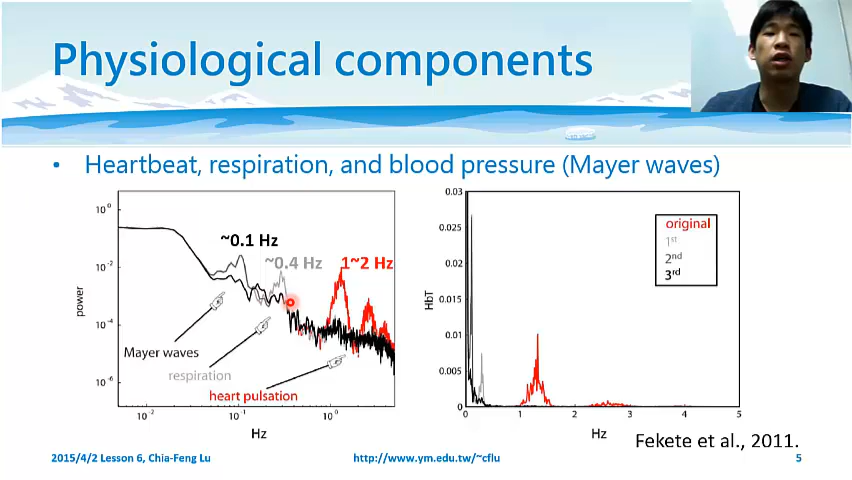 Physiological components
• Heartbeat, respiration, and blood pressure (Mayer waves)
10⁰
10⁻²
10⁻⁴
10⁻⁶
power
~0.1 Hz
~0.4 Hz
1~2 Hz
Mayer waves
respiration
heart pulsation
10⁻²
10⁻¹
10⁰
Hz
0.03
0.025
0.02
0.015
0.01
0.005
0
HbT
original
1st
2nd
3rd
0
1
2
3
4
5
Hz
Fekete et al., 2011.
2015/4/2 Lesson 6, Chia-Feng Lu
http://www.ym.edu.tw/~cflu
5